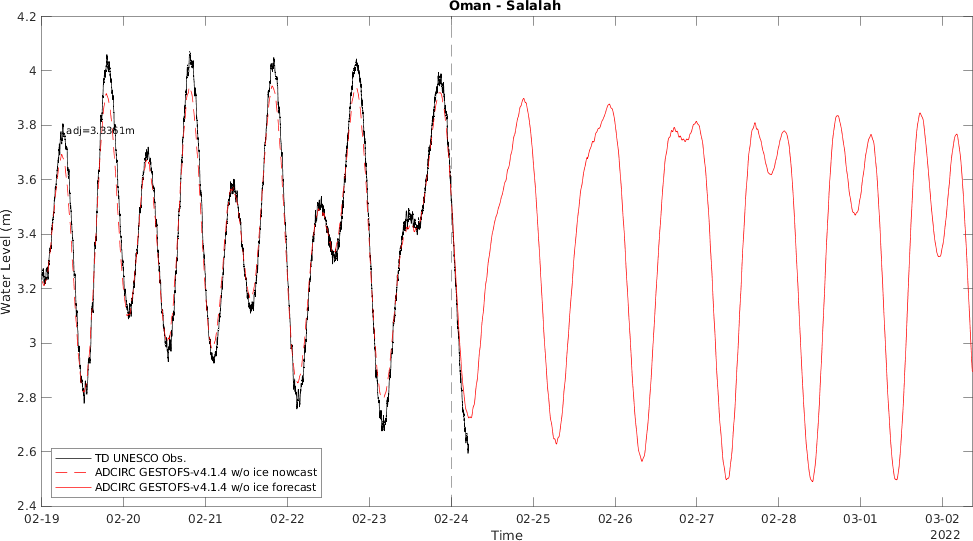 Oman - Salalah
4.2
4
3.8
3.6
3.4
3.2
3
2.8
2.6
2.4
Water Level (m)
adj=3.3351m
TD UNESCO Obs.
ADCIRC GESTOFS-v4.1.4 w/o ice nowcast
ADCIRC GESTOFS-v4.1.4 w/o ice forecast
02-19 02-20 02-21 02-22 02-23 02-24 02-25 02-26 02-27 02-28 03-01 03-02
Time 2022